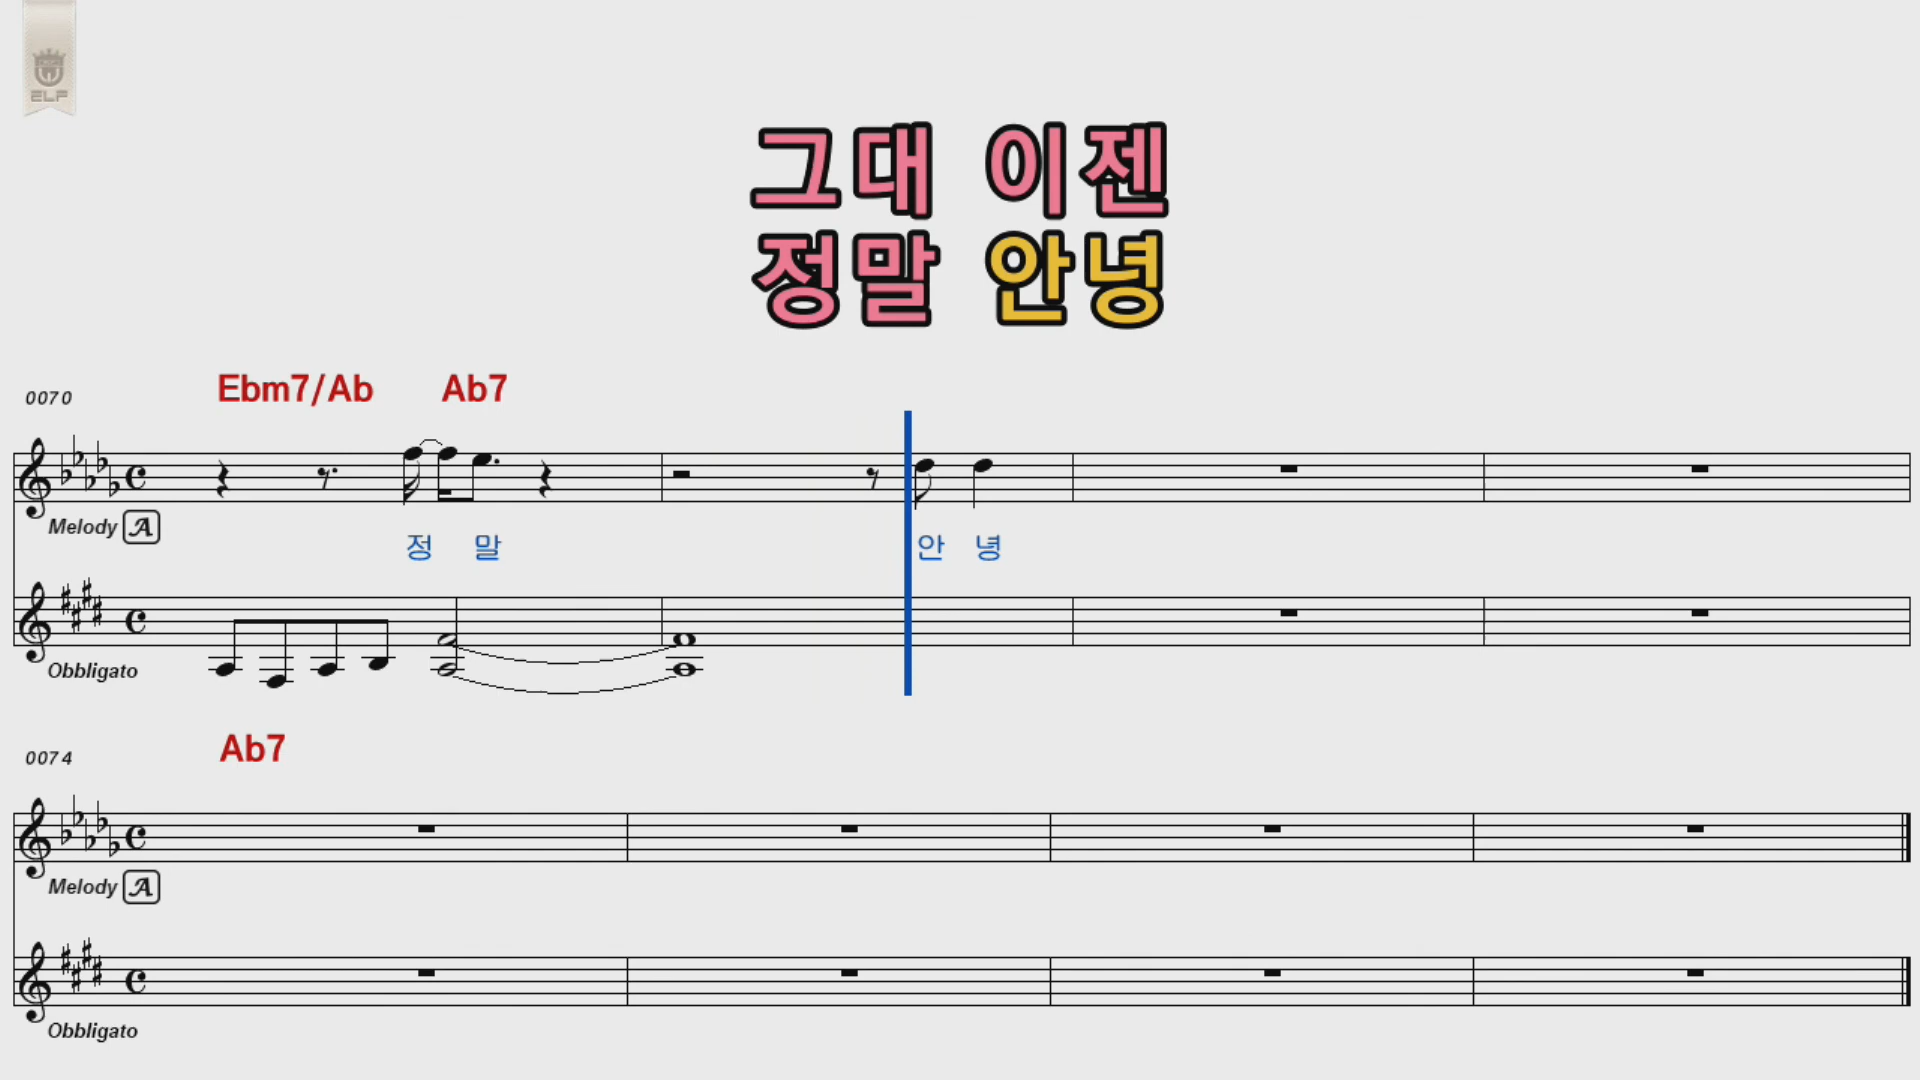 ELF
그대 이젠
정말 안녕
0070 Ebm7/Ab Ab7
Melody A
정 말 안 녕
Obbligato
0074 Ab7
Melody A
Obbligato